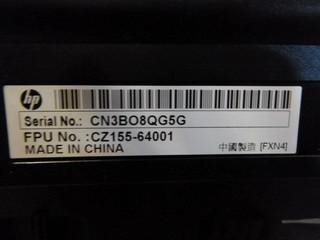 hp
Serial No.: CN3BO8QG5G
FPU No. :CZ155-64001
MADE IN CHINA 中國製造 [FXN4]